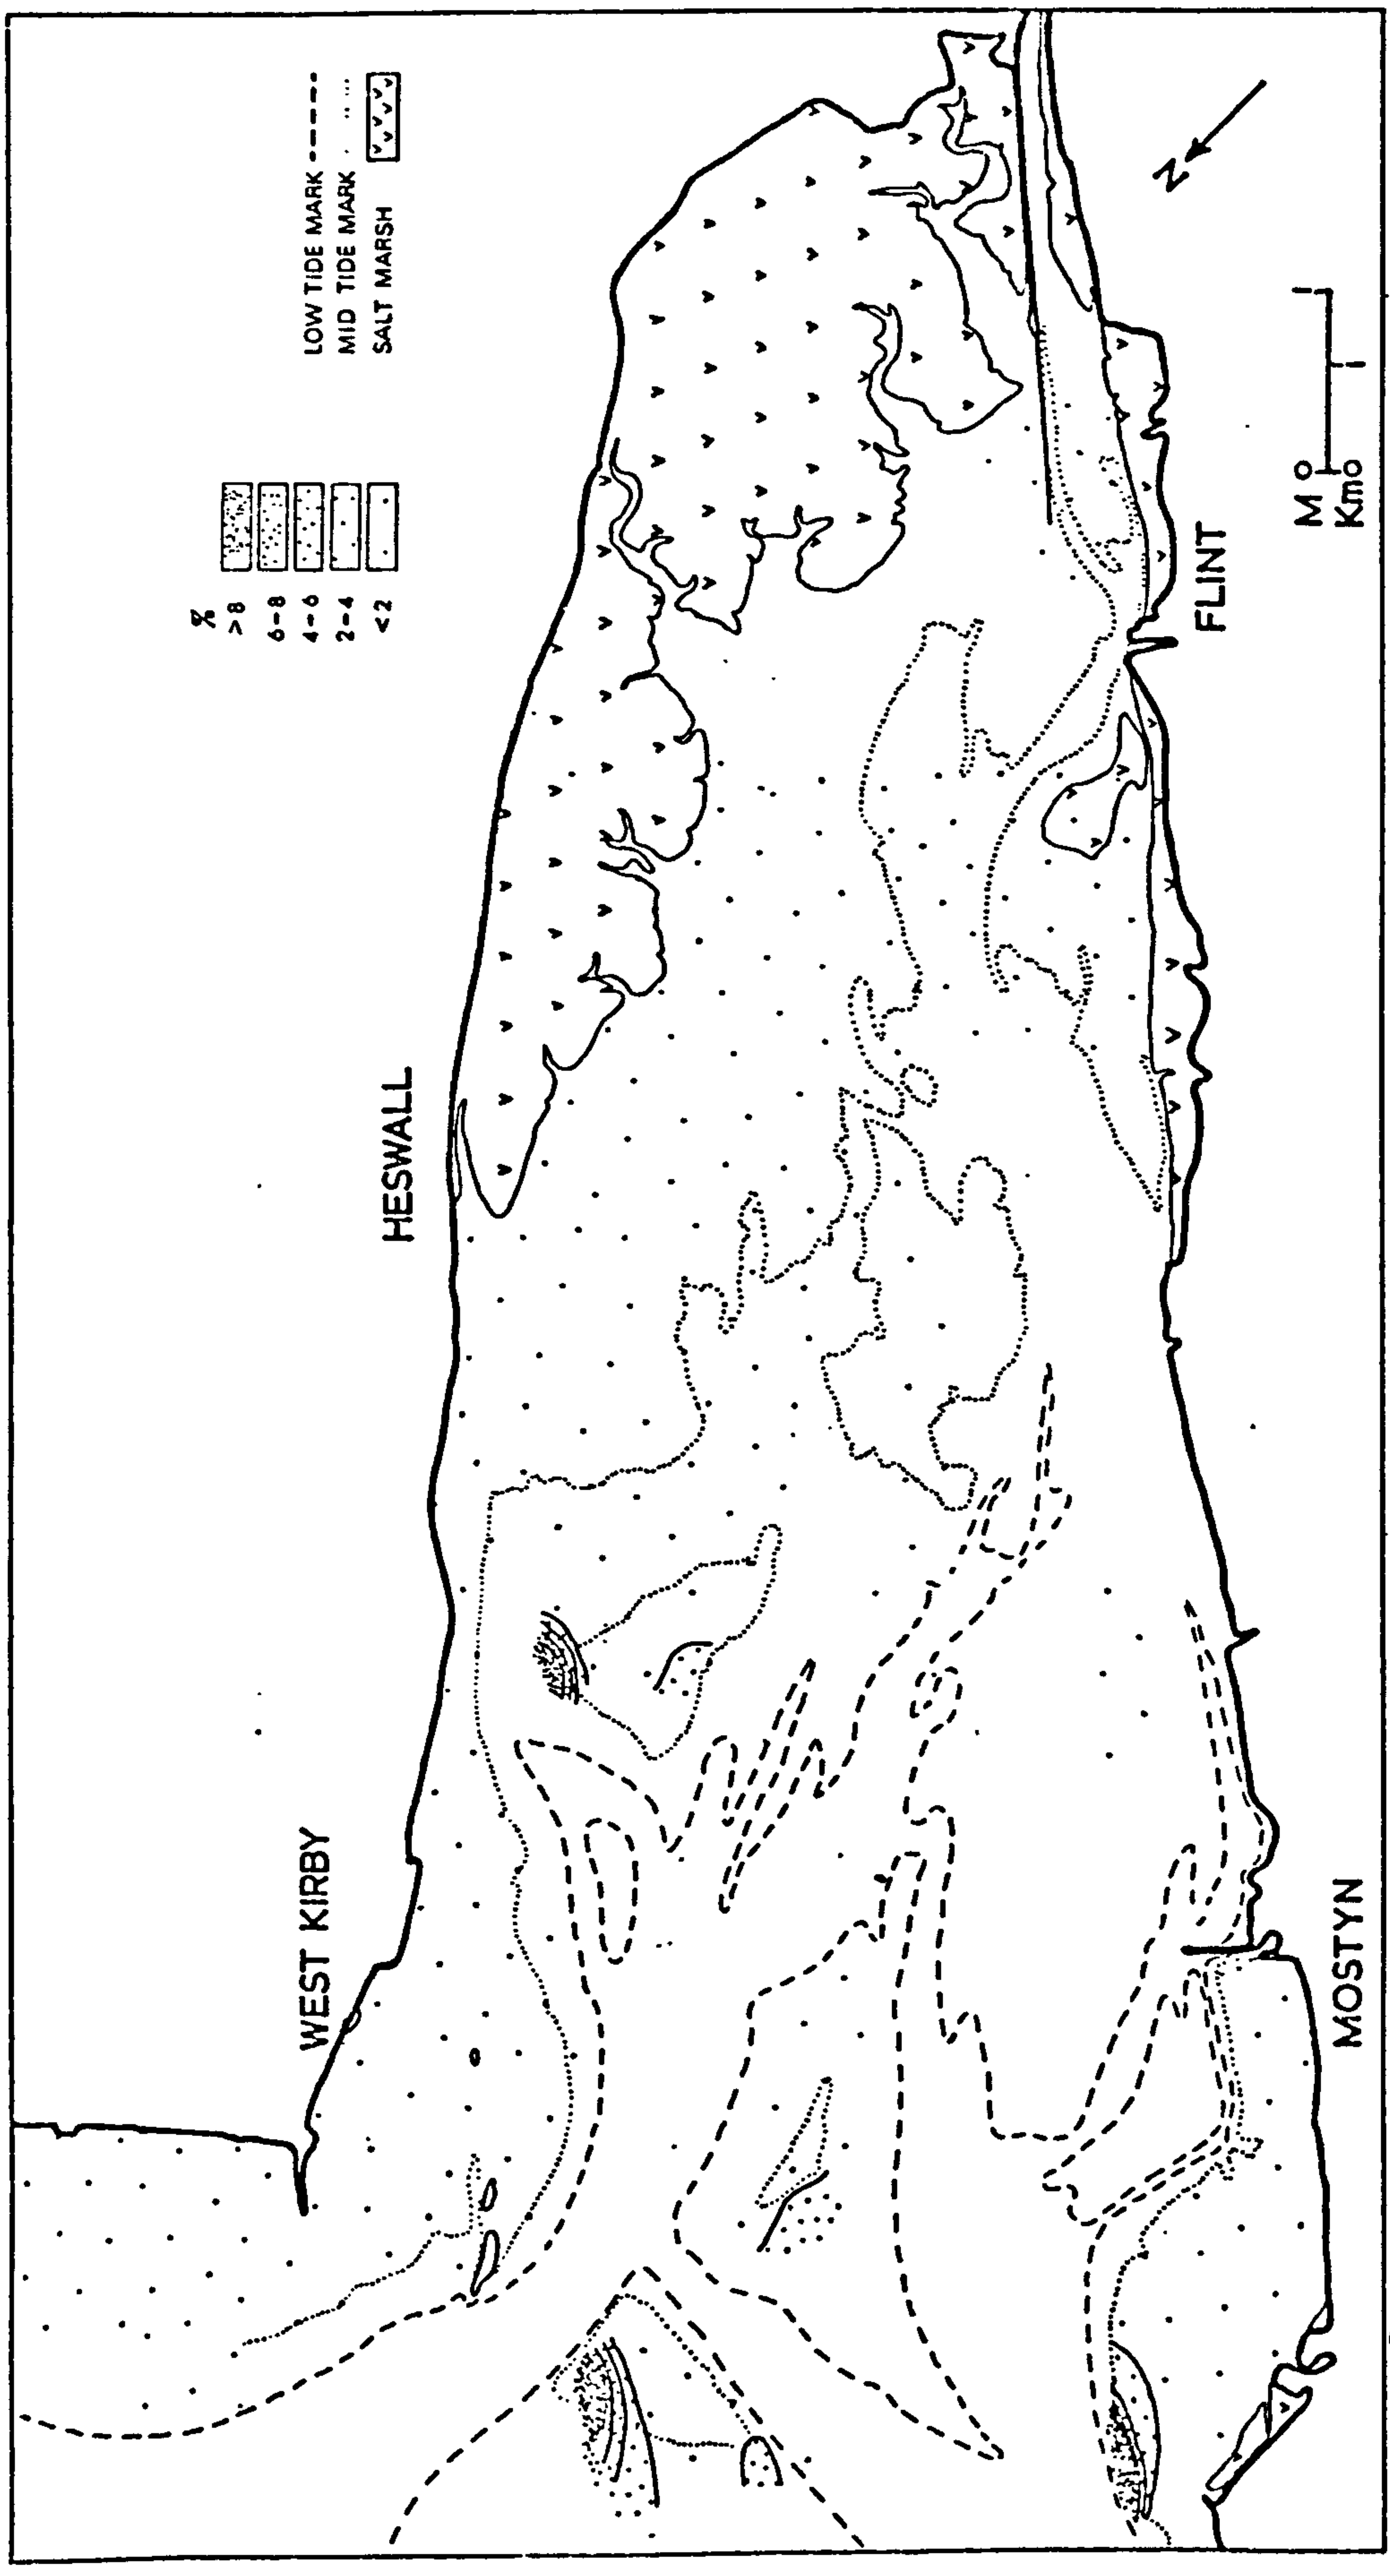 LOW TIDE MARK
MID TIDE MARK
SALT MARSH
%
>8
6-8
4-6
2-4
<2
N
M 0 1
Km 0 1
HESWALL
FLINT
WEST KIRBY
MOSTYN